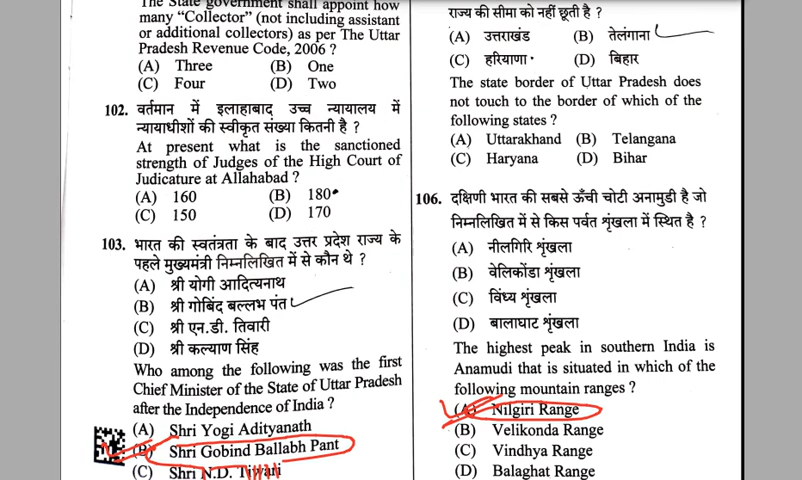 The State government shall appoint how
many “Collector” (not including assistant
or additional collectors) as per The Uttar
Pradesh Revenue Code, 2006 ?
(A) Three (B) One
(C) Four (D) Two
102. वर्तमान में इलाहाबाद उच्च न्यायालय में
न्यायाधीशों की स्वीकृत संख्या कितनी है ?
At present what is the sanctioned
strength of Judges of the High Court of
Judicature at Allahabad ?
(A) 160 (B) 180
(C) 150 (D) 170
103. भारत की स्वतंत्रता के बाद उत्तर प्रदेश राज्य के
पहले मुख्यमंत्री निम्नलिखित में से कौन थे ?
(A) श्री योगी आदित्यनाथ
(B) श्री गोबिंद बल्लभ पंत
(C) श्री एन.डी. तिवारी
(D) श्री कल्याण सिंह
Who among the following was the first
Chief Minister of the State of Uttar Pradesh
after the Independence of India ?
(A) Shri Yogi Adityanath
(B) Shri Gobind Ballabh Pant
(C) Shri N.D. Tiwari
राज्य की सीमा को नहीं छूती है ?
(A) उत्तराखंड (B) तेलंगाना
(C) हरियाणा (D) बिहार
The state border of Uttar Pradesh does
not touch to the border of which of the
following states ?
(A) Uttarakhand (B) Telangana
(C) Haryana (D) Bihar
106. दक्षिणी भारत की सबसे ऊँची चोटी अनामुडी है जो
निम्नलिखित में से किस पर्वत शृंखला में स्थित है ?
(A) नीलगिरि शृंखला
(B) वेलिकोंडा शृंखला
(C) विंध्य शृंखला
(D) बालाघाट शृंखला
The highest peak in southern India is
Anamudi that is situated in which of the
following mountain ranges ?
(A) Nilgiri Range
(B) Velikonda Range
(C) Vindhya Range
(D) Balaghat Range